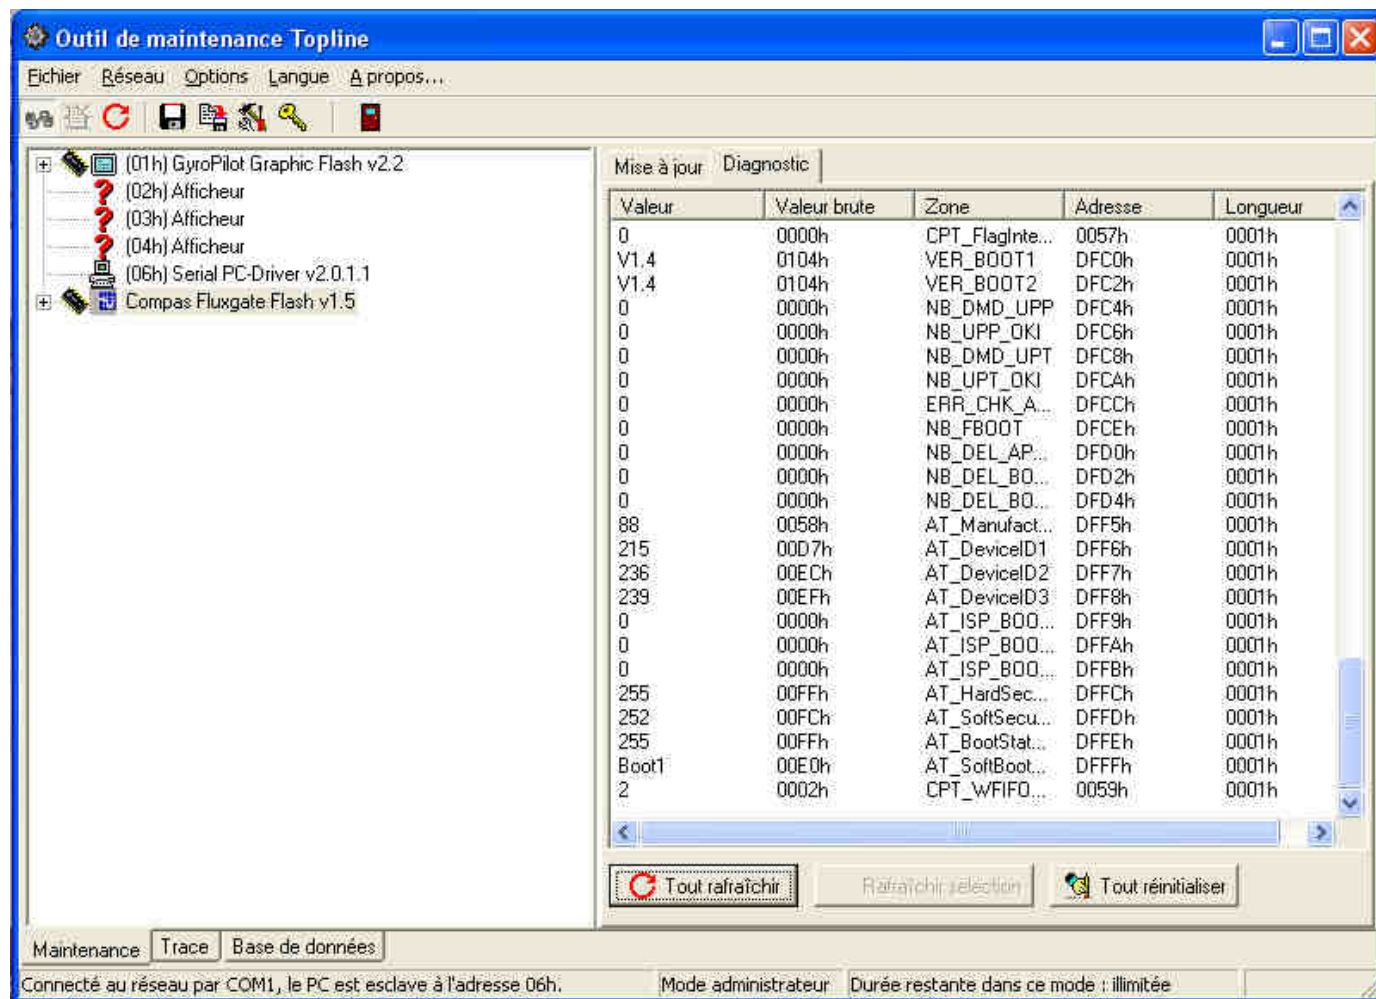 Outil de maintenance Topline
Fichier Réseau Options Langue A propos...
(01h) GyroPilot Graphic Flash v2.2
(02h) Afficheur
(03h) Afficheur
(04h) Afficheur
(06h) Serial PC-Driver v2.0.1.1
Compas Fluxgate Flash v1.5
Mise à jour Diagnostic
Valeur Valeur brute Zone Adresse Longueur
0 0000h CPT_FlagInte... 0057h 0001h
V1.4 0104h VER_BOOT1 DFC0h 0001h
V1.4 0104h VER_BOOT2 DFC2h 0001h
0 0000h NB_DMD_UPP DFC4h 0001h
0 0000h NB_UPP_OKI DFC6h 0001h
0 0000h NB_DMD_UPT DFC8h 0001h
0 0000h NB_UPT_OKI DFCAh 0001h
0 0000h ERR_CHK_A... DFCCh 0001h
0 0000h NB_FBOOT DFCEh 0001h
0 0000h NB_DEL_AP... DFD0h 0001h
0 0000h NB_DEL_BO... DFD2h 0001h
0 0000h NB_DEL_BO... DFD4h 0001h
88 0058h AT_Manufact... DFF5h 0001h
215 00D7h AT_DeviceID1 DFF6h 0001h
236 00ECh AT_DeviceID2 DFF7h 0001h
239 00EFh AT_DeviceID3 DFF8h 0001h
0 0000h AT_ISP_BOO... DFF9h 0001h
0 0000h AT_ISP_BOO... DFFAh 0001h
0 0000h AT_ISP_BOO... DFFBh 0001h
255 00FFh AT_HardSec... DFFCh 0001h
252 00FCh AT_SoftSecu... DFFDh 0001h
255 00FFh AT_BootStat... DFFEh 0001h
Boot1 00E0h AT_SoftBoot... DFFFh 0001h
2 0002h CPT_WFIFO... 0059h 0001h
Tout rafraîchir Rafraîchir sélection Tout réinitialiser
Maintenance Trace Base de données
Connecté au réseau par COM1, le PC est esclave à l'adresse 06h. Mode administrateur Durée restante dans ce mode : illimitée